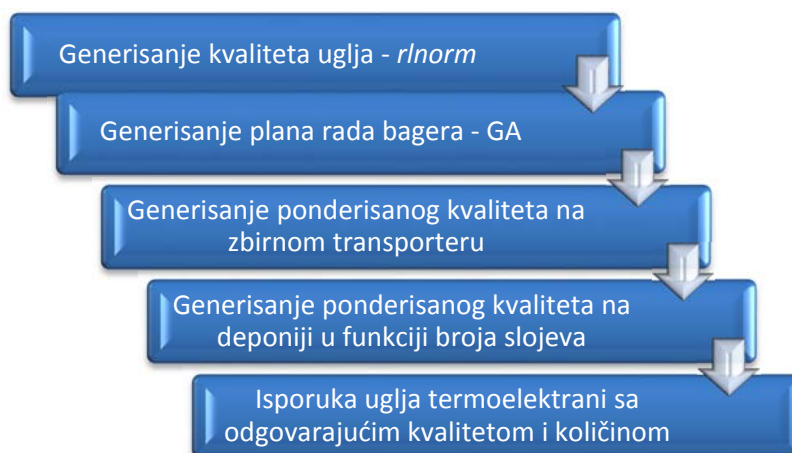 Generisanje kvaliteta uglja - rlnorm
Generisanje plana rada bagera - GA
Generisanje ponderisanog kvaliteta na
zbirnom transporteru
Generisanje ponderisanog kvaliteta na
deponiji u funkciji broja slojeva
Isporuka uglja termoelektrani sa
odgovarajućim kvalitetom i količinom